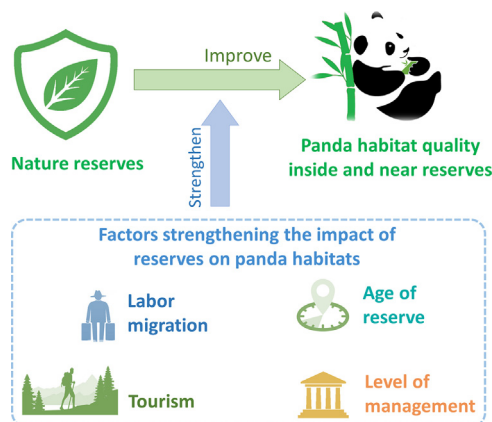 Improve
Nature reserves
Strengthen
Panda habitat quality
inside and near reserves
Factors strengthening the impact of
reserves on panda habitats
Labor
migration
Age of
reserve
Tourism
Level of
management